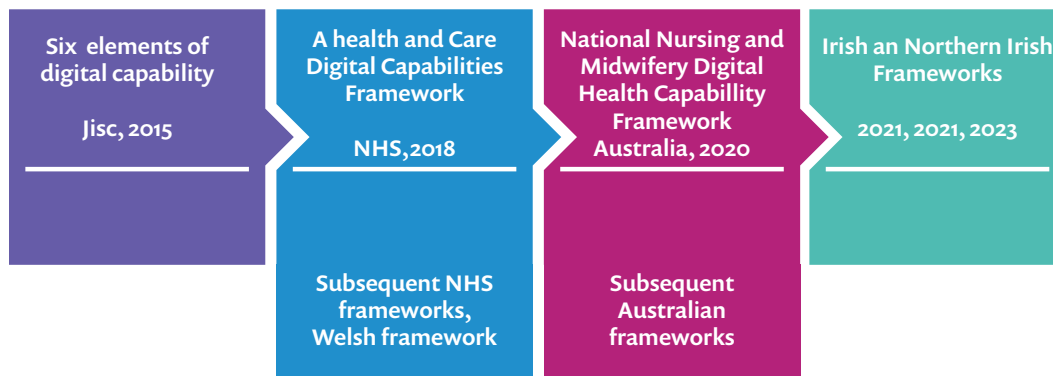 Six elements of
digital capability
Jisc, 2015
A health and Care
Digital Capabilities
Framework
NHS,2018
Subsequent NHS
frameworks,
Welsh framework
National Nursing and
Midwifery Digital
Health Capabillity
Framework
Australia, 2020
Subsequent
Australian
frameworks
Irish an Northern Irish
Frameworks
2021, 2021, 2023